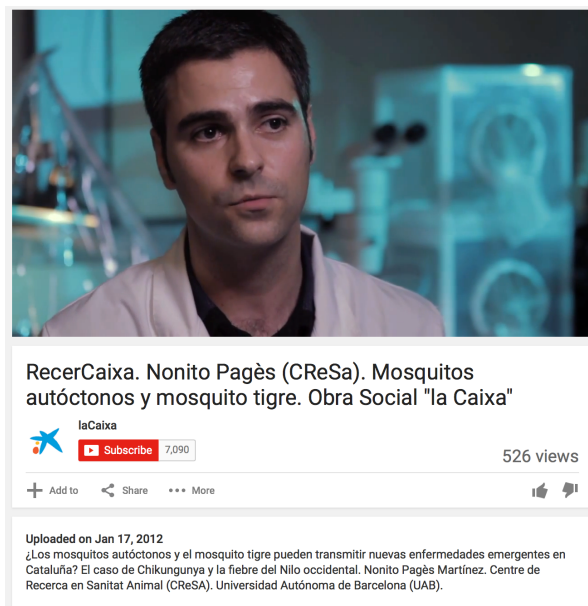 RecerCaixa. Nonito Pagès (CReSa). Mosquitos
autóctonos y mosquito tigre. Obra Social "la Caixa"
laCaixa
Subscribe 7,090
526 views
Add to Share More
Uploaded on Jan 17, 2012
¿Los mosquitos autóctonos y el mosquito tigre pueden transmitir nuevas enfermedades emergentes en
Cataluña? El caso de Chikungunya y la fiebre del Nilo occidental. Nonito Pagès Martínez. Centre de
Recerca en Sanitat Animal (CReSA). Universidad Autónoma de Barcelona (UAB).